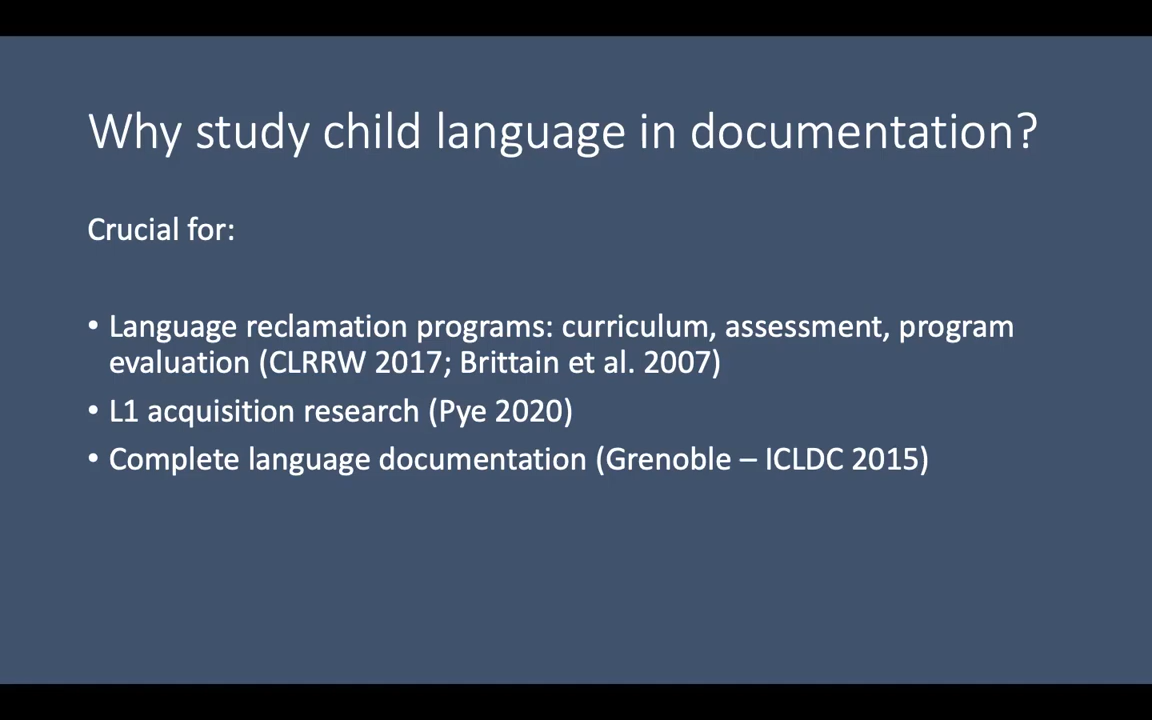 Why study child language in documentation?
Crucial for:
• Language reclamation programs: curriculum, assessment, program
evaluation (CLRRW 2017; Brittain et al. 2007)
• L1 acquisition research (Pye 2020)
• Complete language documentation (Grenoble – ICLDC 2015)